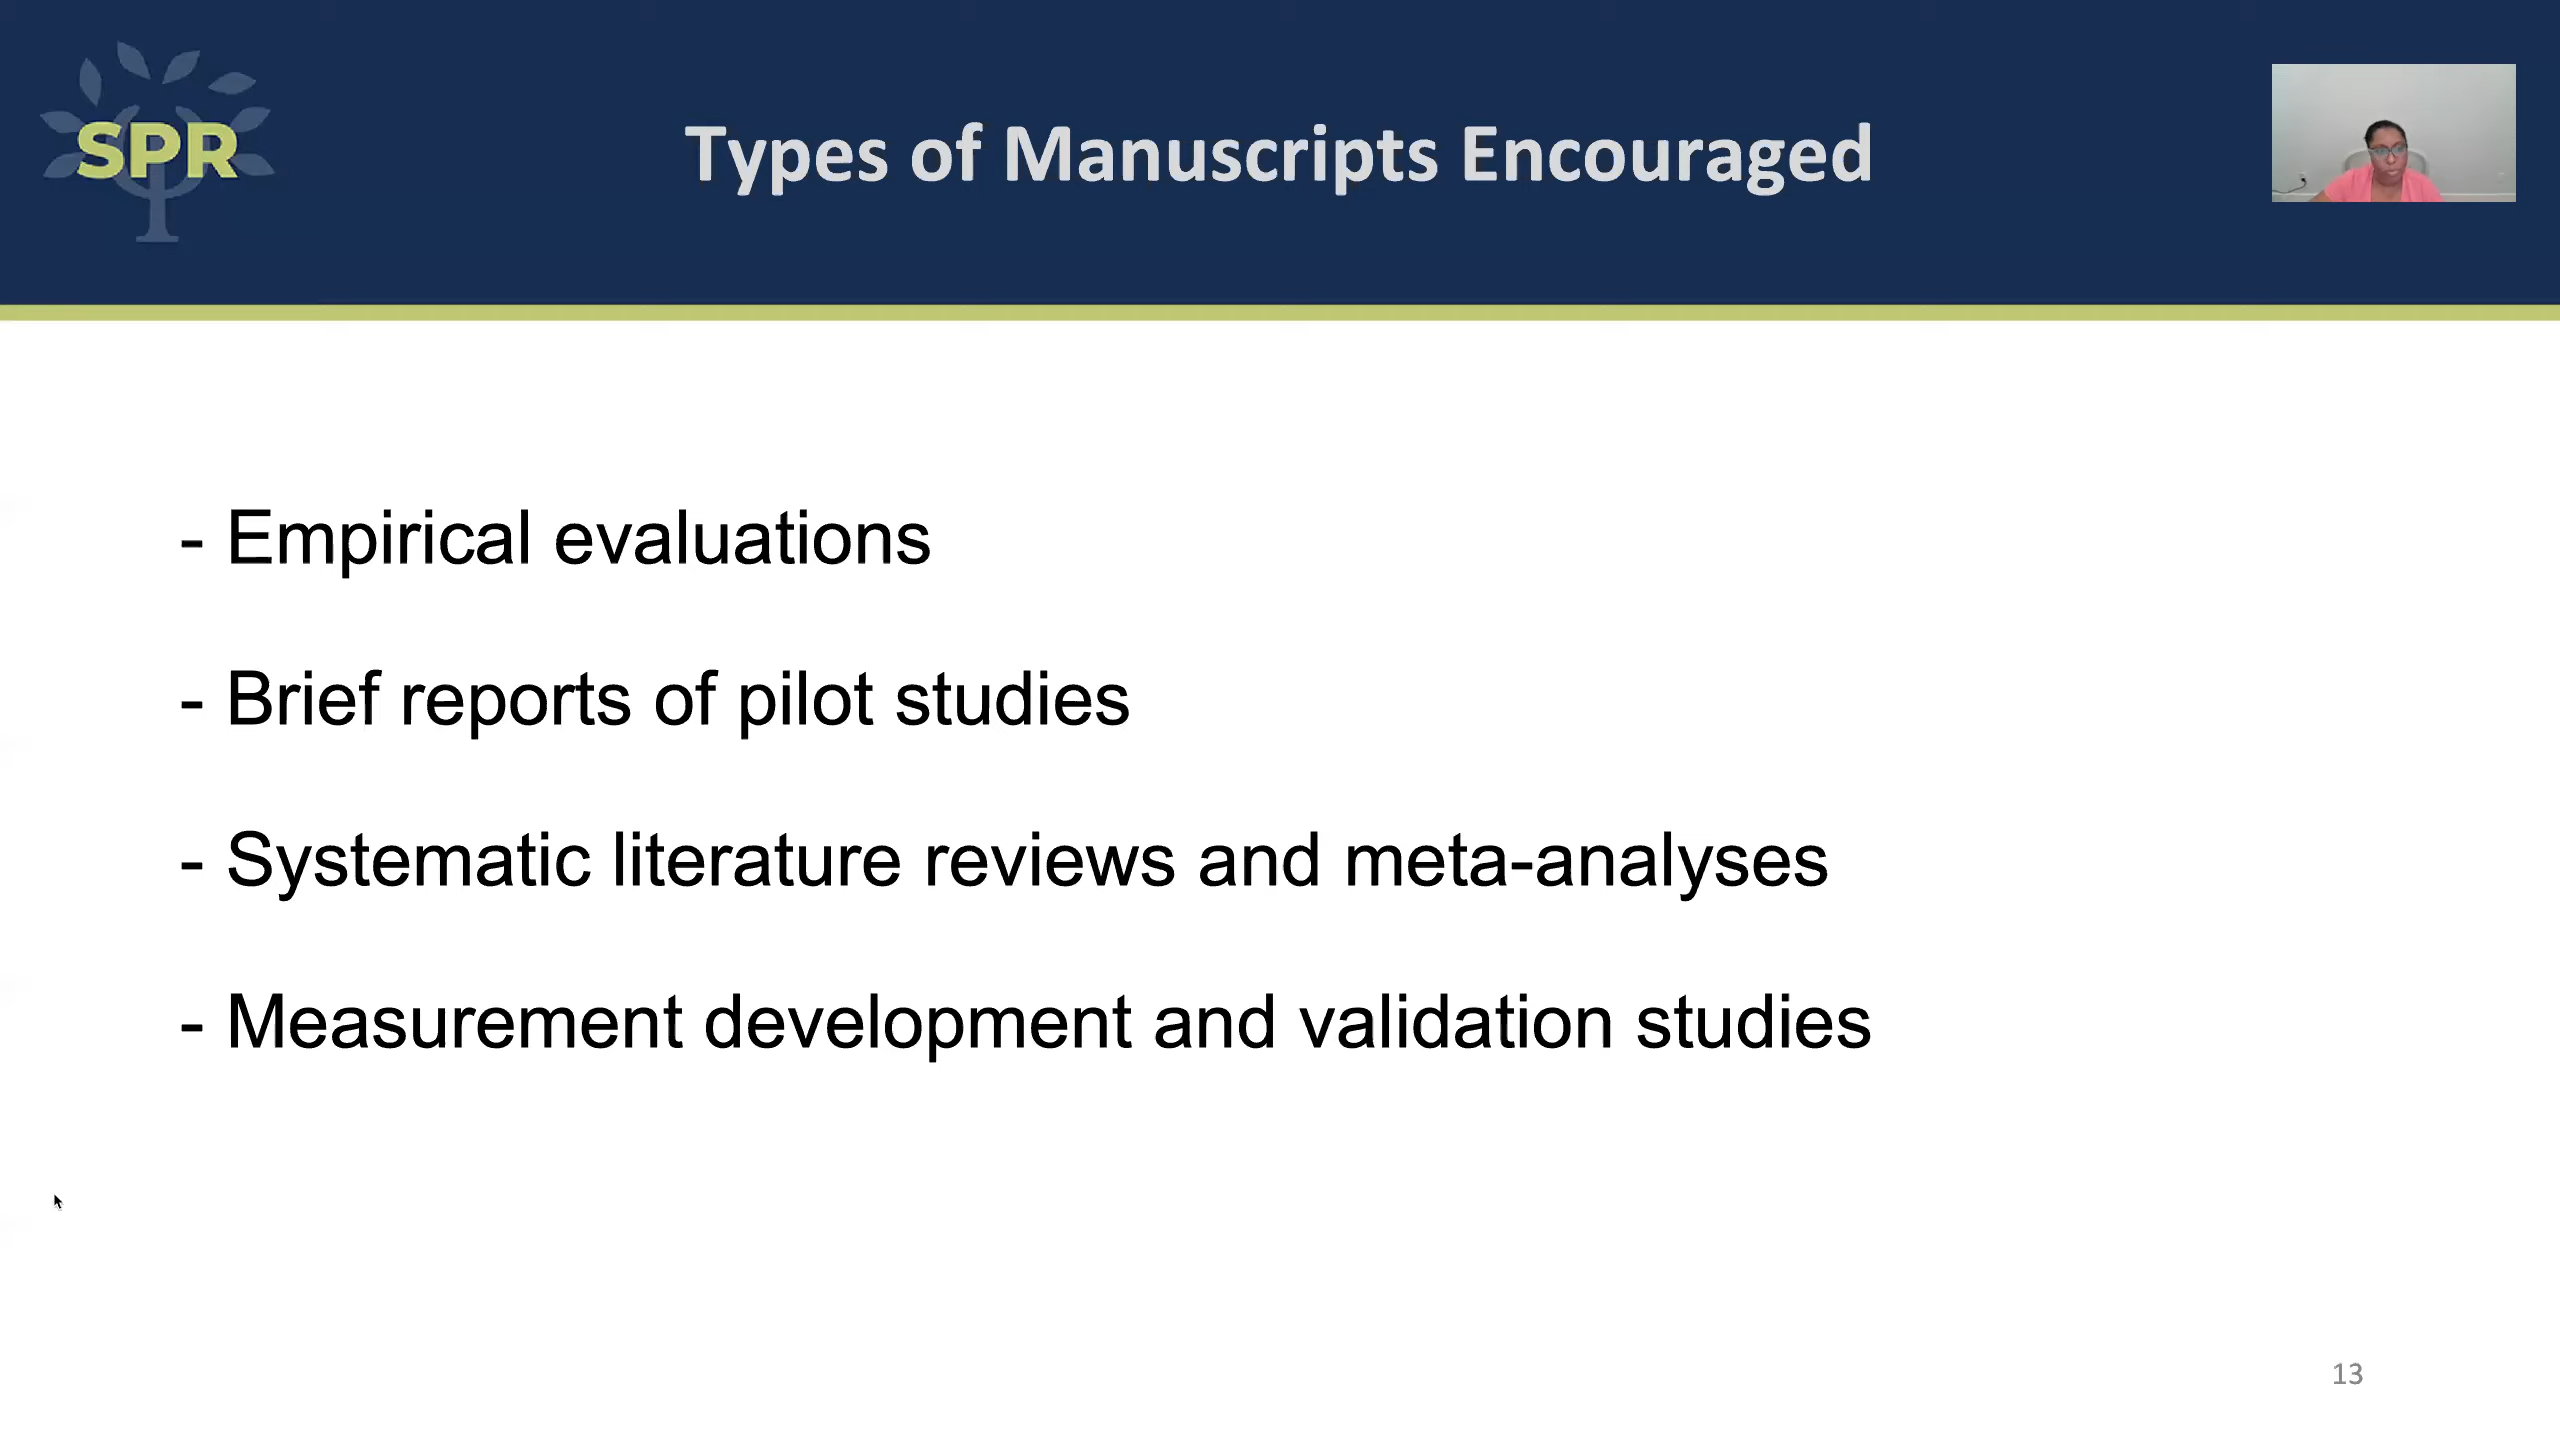 SPR
Types of Manuscripts Encouraged
- Empirical evaluations
- Brief reports of pilot studies
- Systematic literature reviews and meta-analyses
- Measurement development and validation studies
13